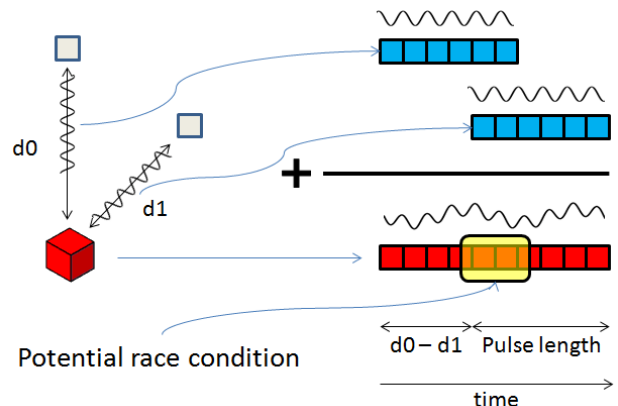 d0
d1
+
d0 – d1
Pulse length
Potential race condition
time